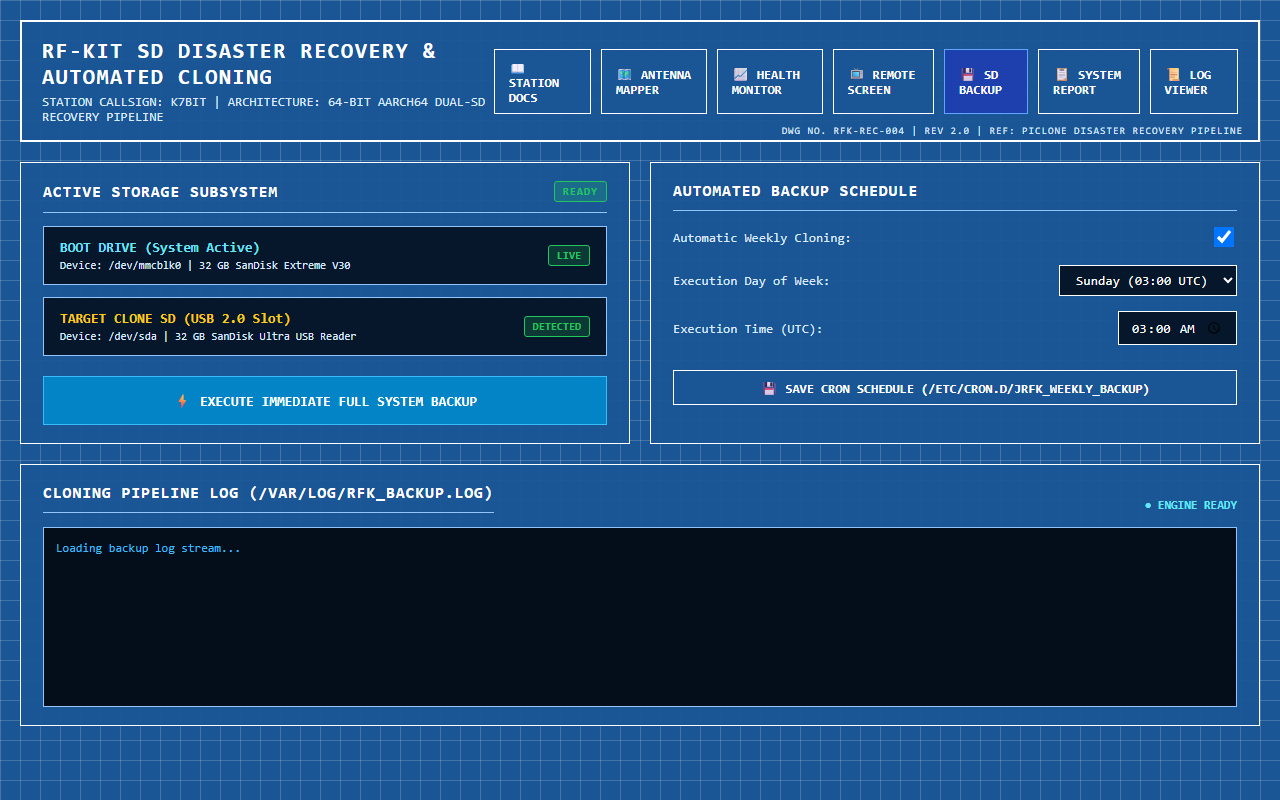 RF-KIT SD DISASTER RECOVERY &
AUTOMATED CLONING
STATION CALLSIGN: K7BIT | ARCHITECTURE: 64-BIT AARCH64 DUAL-SD
RECOVERY PIPELINE
STATION
DOCS
ANTENNA
MAPPER
HEALTH
MONITOR
REMOTE
SCREEN
SD
BACKUP
SYSTEM
REPORT
LOG
VIEWER
DWG NO. RFK-REC-004 | REV 2.0 | REF: PICLONE DISASTER RECOVERY PIPELINE
ACTIVE STORAGE SUBSYSTEM
READY
BOOT DRIVE (System Active)
Device: /dev/mmcblk0 | 32 GB SanDisk Extreme V30
LIVE
TARGET CLONE SD (USB 2.0 Slot)
Device: /dev/sda | 32 GB SanDisk Ultra USB Reader
DETECTED
EXECUTE IMMEDIATE FULL SYSTEM BACKUP
AUTOMATED BACKUP SCHEDULE
Automatic Weekly Cloning:
Execution Day of Week:
Sunday (03:00 UTC)
Execution Time (UTC):
03:00 AM
SAVE CRON SCHEDULE (/ETC/CRON.D/JRFK_WEEKLY_BACKUP)
CLONING PIPELINE LOG (/VAR/LOG/RFK_BACKUP.LOG)
● ENGINE READY
Loading backup log stream...